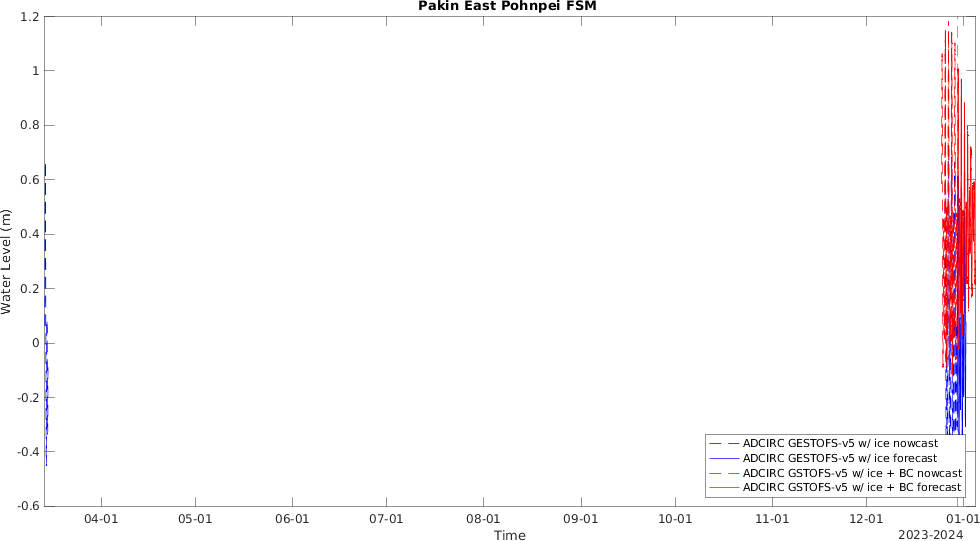 Pakin East Pohnpei FSM
1.2
1
0.8
0.6
0.4
0.2
0
-0.2
-0.4
-0.6
Water Level (m)
ADCIRC GESTOFS-v5 w/ ice nowcast
ADCIRC GESTOFS-v5 w/ ice forecast
ADCIRC GSTOFS-v5 w/ ice + BC nowcast
ADCIRC GSTOFS-v5 w/ ice + BC forecast
04-01 05-01 06-01 07-01 08-01 09-01 10-01 11-01 12-01 01-01
Time
2023-2024